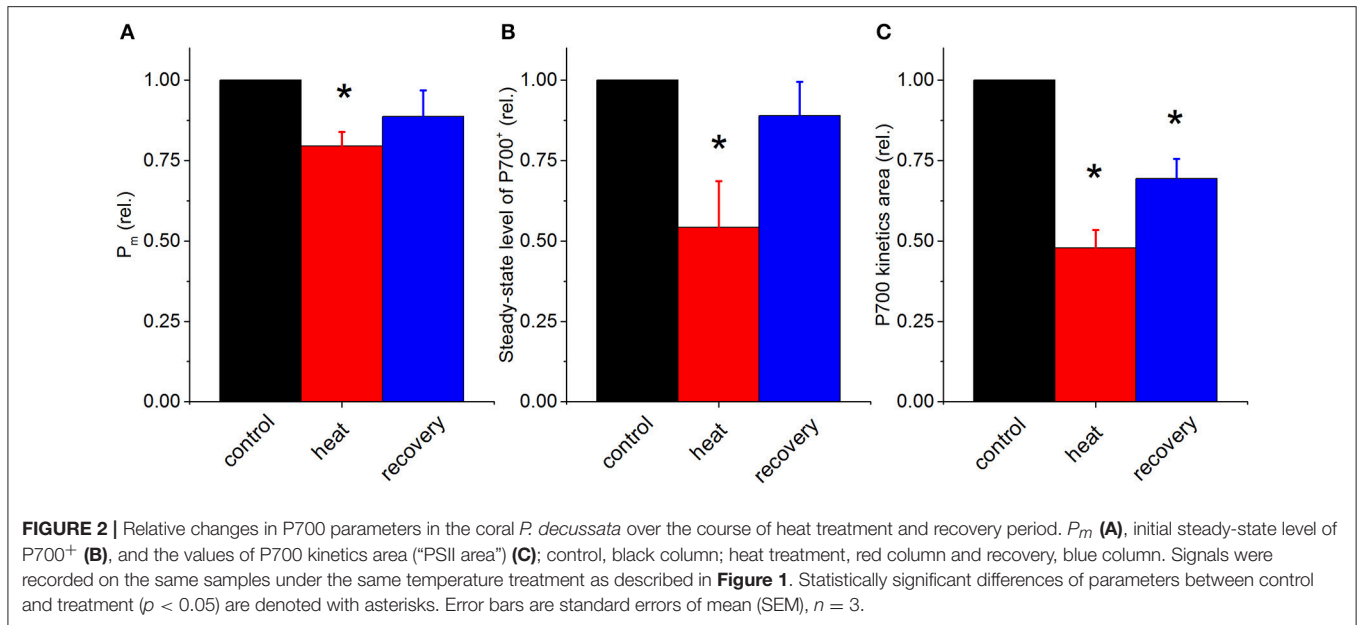 A
P_m (rel.)
1.00
0.75
0.50
0.25
0.00
*
control
heat
recovery
B
Steady-state level of P700⁺ (rel.)
1.00
0.75
0.50
0.25
0.00
*
control
heat
recovery
C
P700 kinetics area (rel.)
1.00
0.75
0.50
0.25
0.00
*
*
control
heat
recovery
FIGURE 2 | Relative changes in P700 parameters in the coral P. decussata over the course of heat treatment and recovery period. P_m (A), initial steady-state level of
P700⁺ (B), and the values of P700 kinetics area (“PSII area”) (C); control, black column; heat treatment, red column and recovery, blue column. Signals were
recorded on the same samples under the same temperature treatment as described in Figure 1. Statistically significant differences of parameters between control
and treatment (p < 0.05) are denoted with asterisks. Error bars are standard errors of mean (SEM), n = 3.